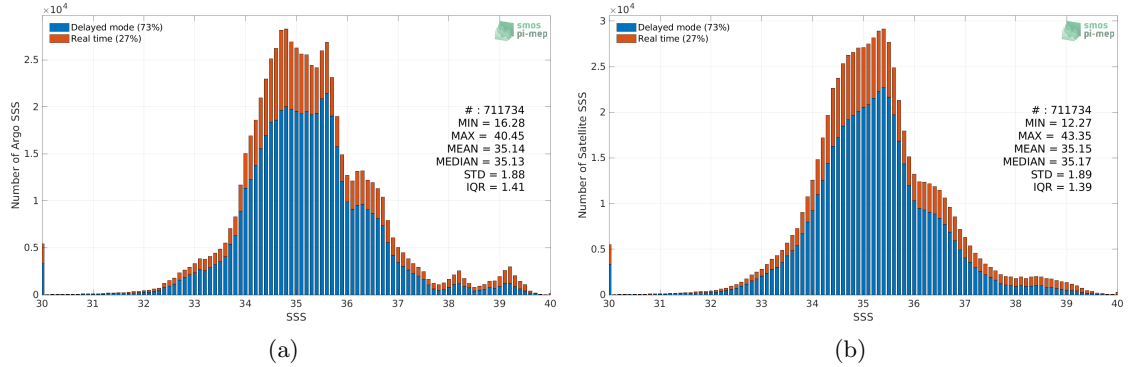 ×10^4
Delayed mode (73%)
Real time (27%)
smos
pi-mep
# : 711734
MIN = 16.28
MAX = 40.45
MEAN = 35.14
MEDIAN = 35.13
STD = 1.88
IQR = 1.41
Number of Argo SSS
2.5
2
1.5
1
0.5
0
30 31 32 33 34 35 36 37 38 39 40
SSS
(a)
3 ×10^4
Delayed mode (73%)
Real time (27%)
smos
pi-mep
# : 711734
MIN = 12.27
MAX = 43.35
MEAN = 35.15
MEDIAN = 35.17
STD = 1.89
IQR = 1.39
Number of Satellite SSS
2.5
2
1.5
1
0.5
0
30 31 32 33 34 35 36 37 38 39 40
SSS
(b)